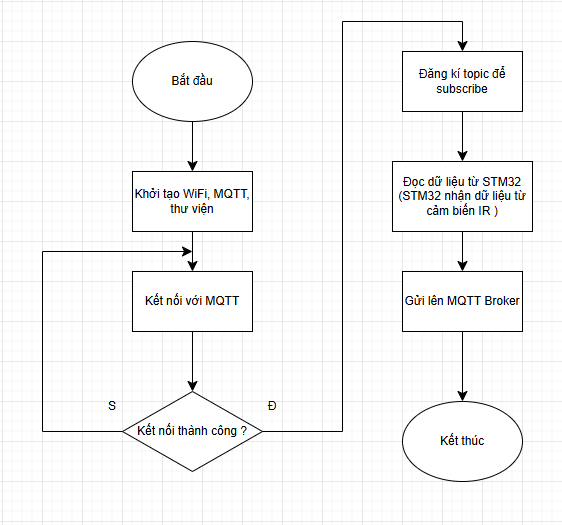 Bắt đầu
Khởi tạo WiFi, MQTT,
thư viện
Kết nối với MQTT
Kết nối thành công ?
S
Đ
Đăng kí topic để
subscribe
Đọc dữ liệu từ STM32
(STM32 nhận dữ liệu từ
cảm biến IR )
Gửi lên MQTT Broker
Kết thúc